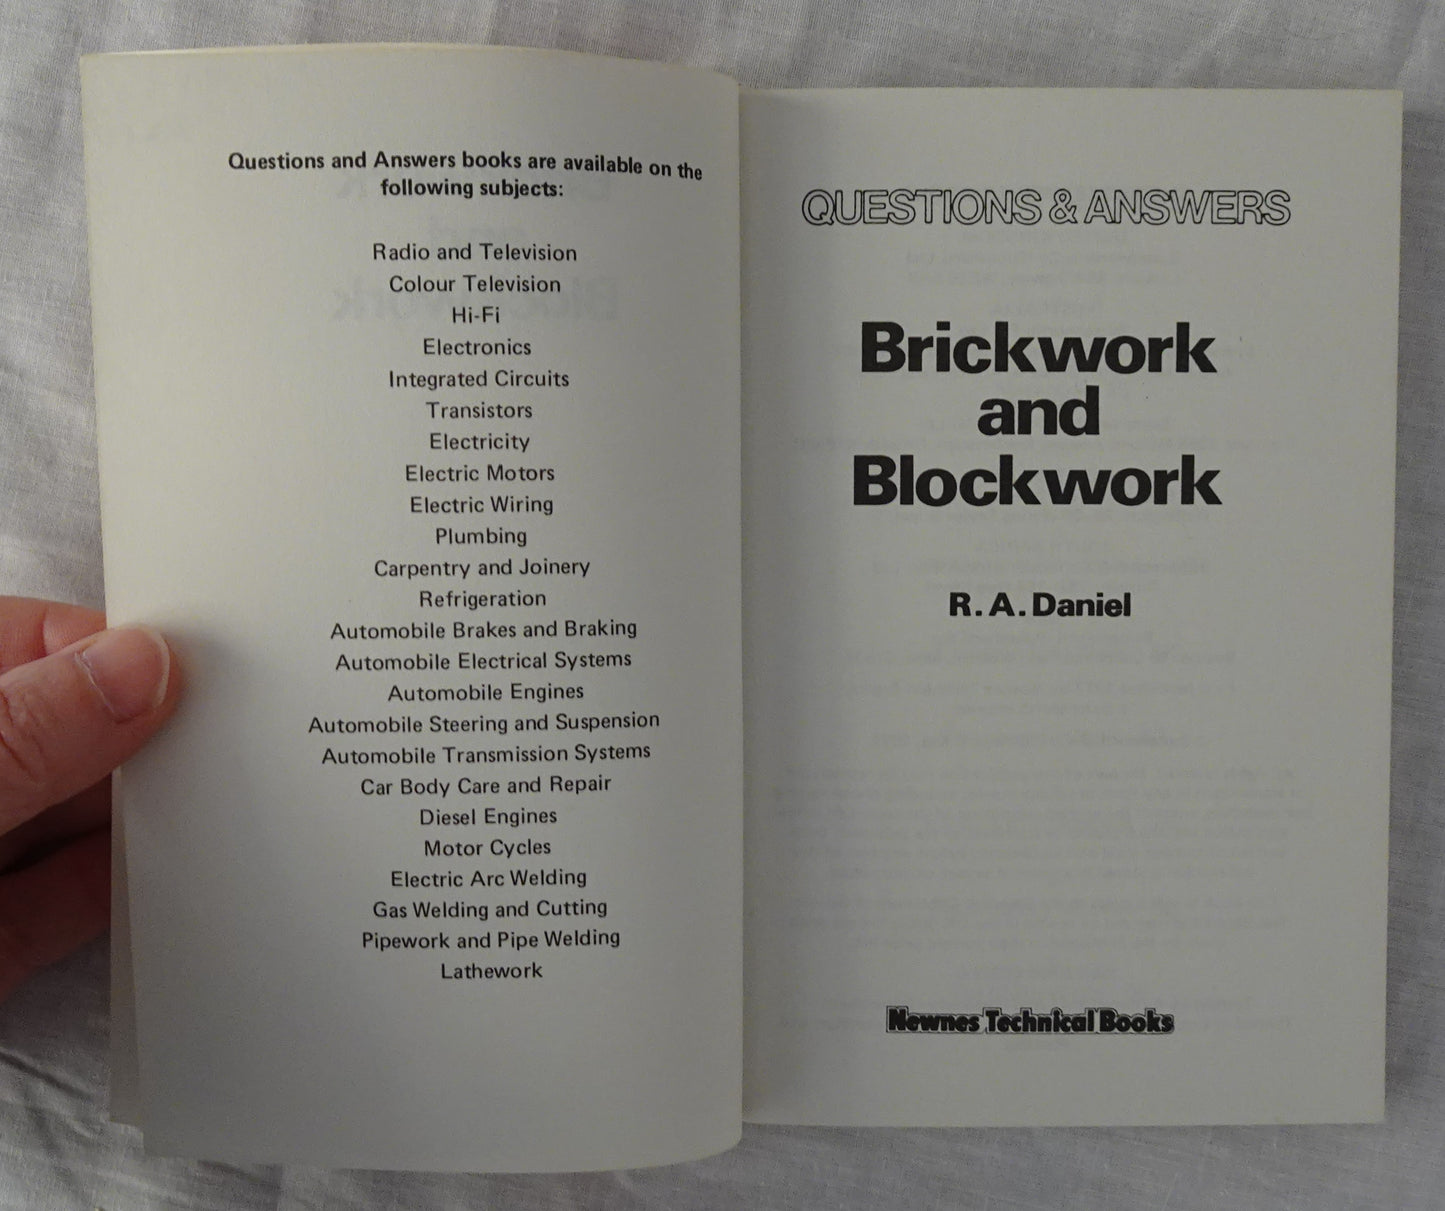 Questions and Answers books are available on the
following subjects:
Radio and Television
Colour Television
Hi-Fi
Electronics
Integrated Circuits
Transistors
Electricity
Electric Motors
Electric Wiring
Plumbing
Carpentry and Joinery
Refrigeration
Automobile Brakes and Braking
Automobile Electrical Systems
Automobile Engines
Automobile Steering and Suspension
Automobile Transmission Systems
Car Body Care and Repair
Diesel Engines
Motor Cycles
Electric Arc Welding
Gas Welding and Cutting
Pipework and Pipe Welding
Lathework
QUESTIONS & ANSWERS
Brickwork
and
Blockwork
R. A. Daniel
Newnes Technical Books